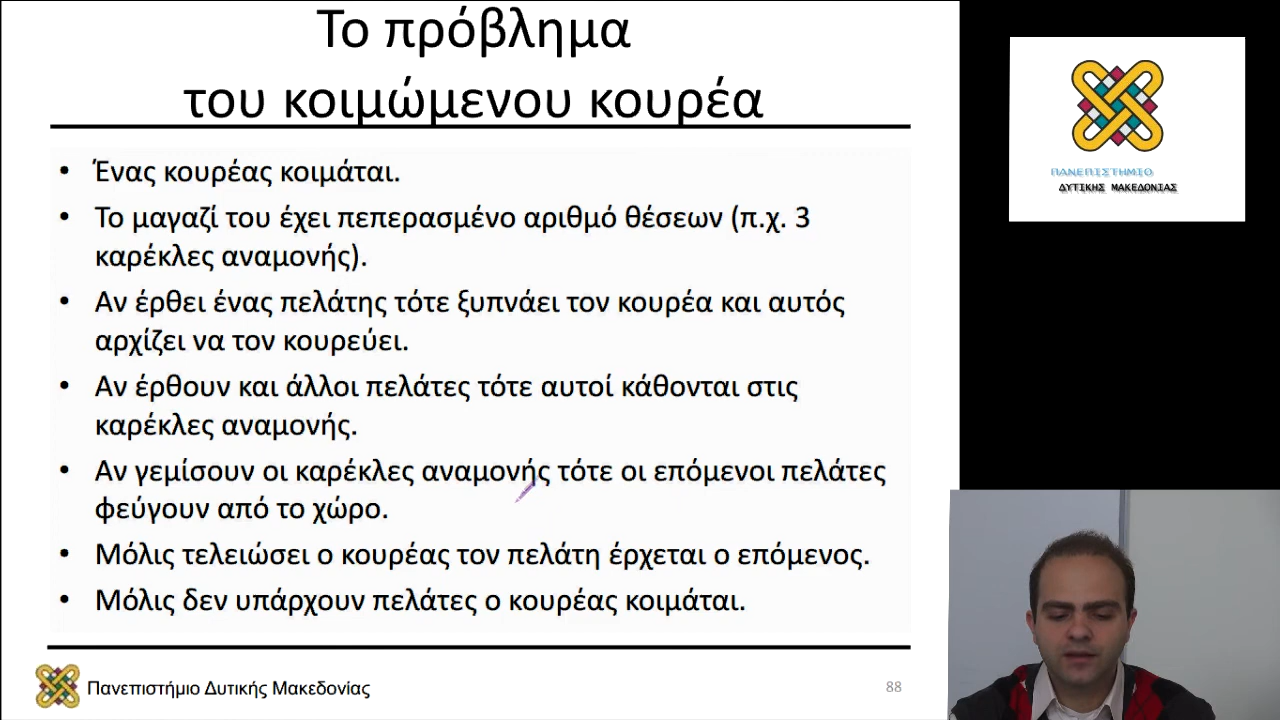 Το πρόβλημα
του κοιμώμενου κουρέα
• Ένας κουρέας κοιμάται.
• Το μαγαζί του έχει πεπερασμένο αριθμό θέσεων (π.χ. 3
καρέκλες αναμονής).
• Αν έρθει ένας πελάτης τότε ξυπνάει τον κουρέα και αυτός
αρχίζει να τον κουρεύει.
• Αν έρθουν και άλλοι πελάτες τότε αυτοί κάθονται στις
καρέκλες αναμονής.
• Αν γεμίσουν οι καρέκλες αναμονής τότε οι επόμενοι πελάτες
φεύγουν από το χώρο.
• Μόλις τελειώσει ο κουρέας τον πελάτη έρχεται ο επόμενος.
• Μόλις δεν υπάρχουν πελάτες ο κουρέας κοιμάται.
Πανεπιστήμιο Δυτικής Μακεδονίας
88
ΠΑΝΕΠΙΣΤΗΜΙΟ
ΔΥΤΙΚΗΣ ΜΑΚΕΔΟΝΙΑΣ